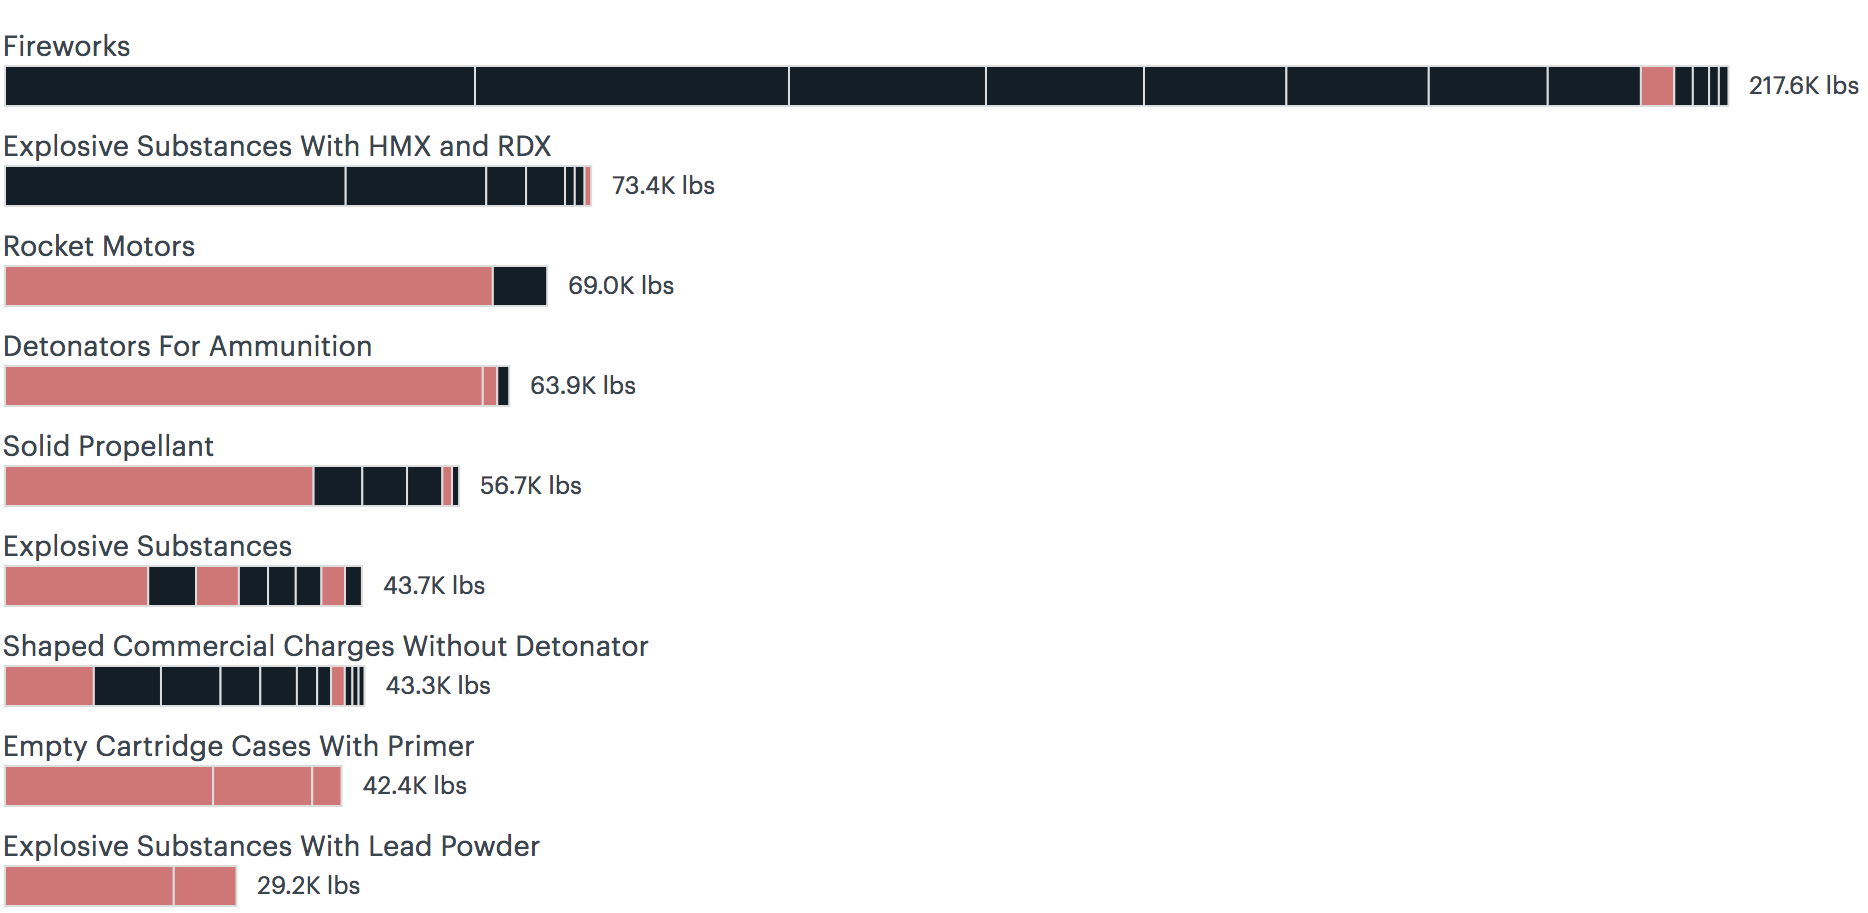 Fireworks
217.6K lbs
Explosive Substances With HMX and RDX
73.4K lbs
Rocket Motors
69.0K lbs
Detonators For Ammunition
63.9K lbs
Solid Propellant
56.7K lbs
Explosive Substances
43.7K lbs
Shaped Commercial Charges Without Detonator
43.3K lbs
Empty Cartridge Cases With Primer
42.4K lbs
Explosive Substances With Lead Powder
29.2K lbs